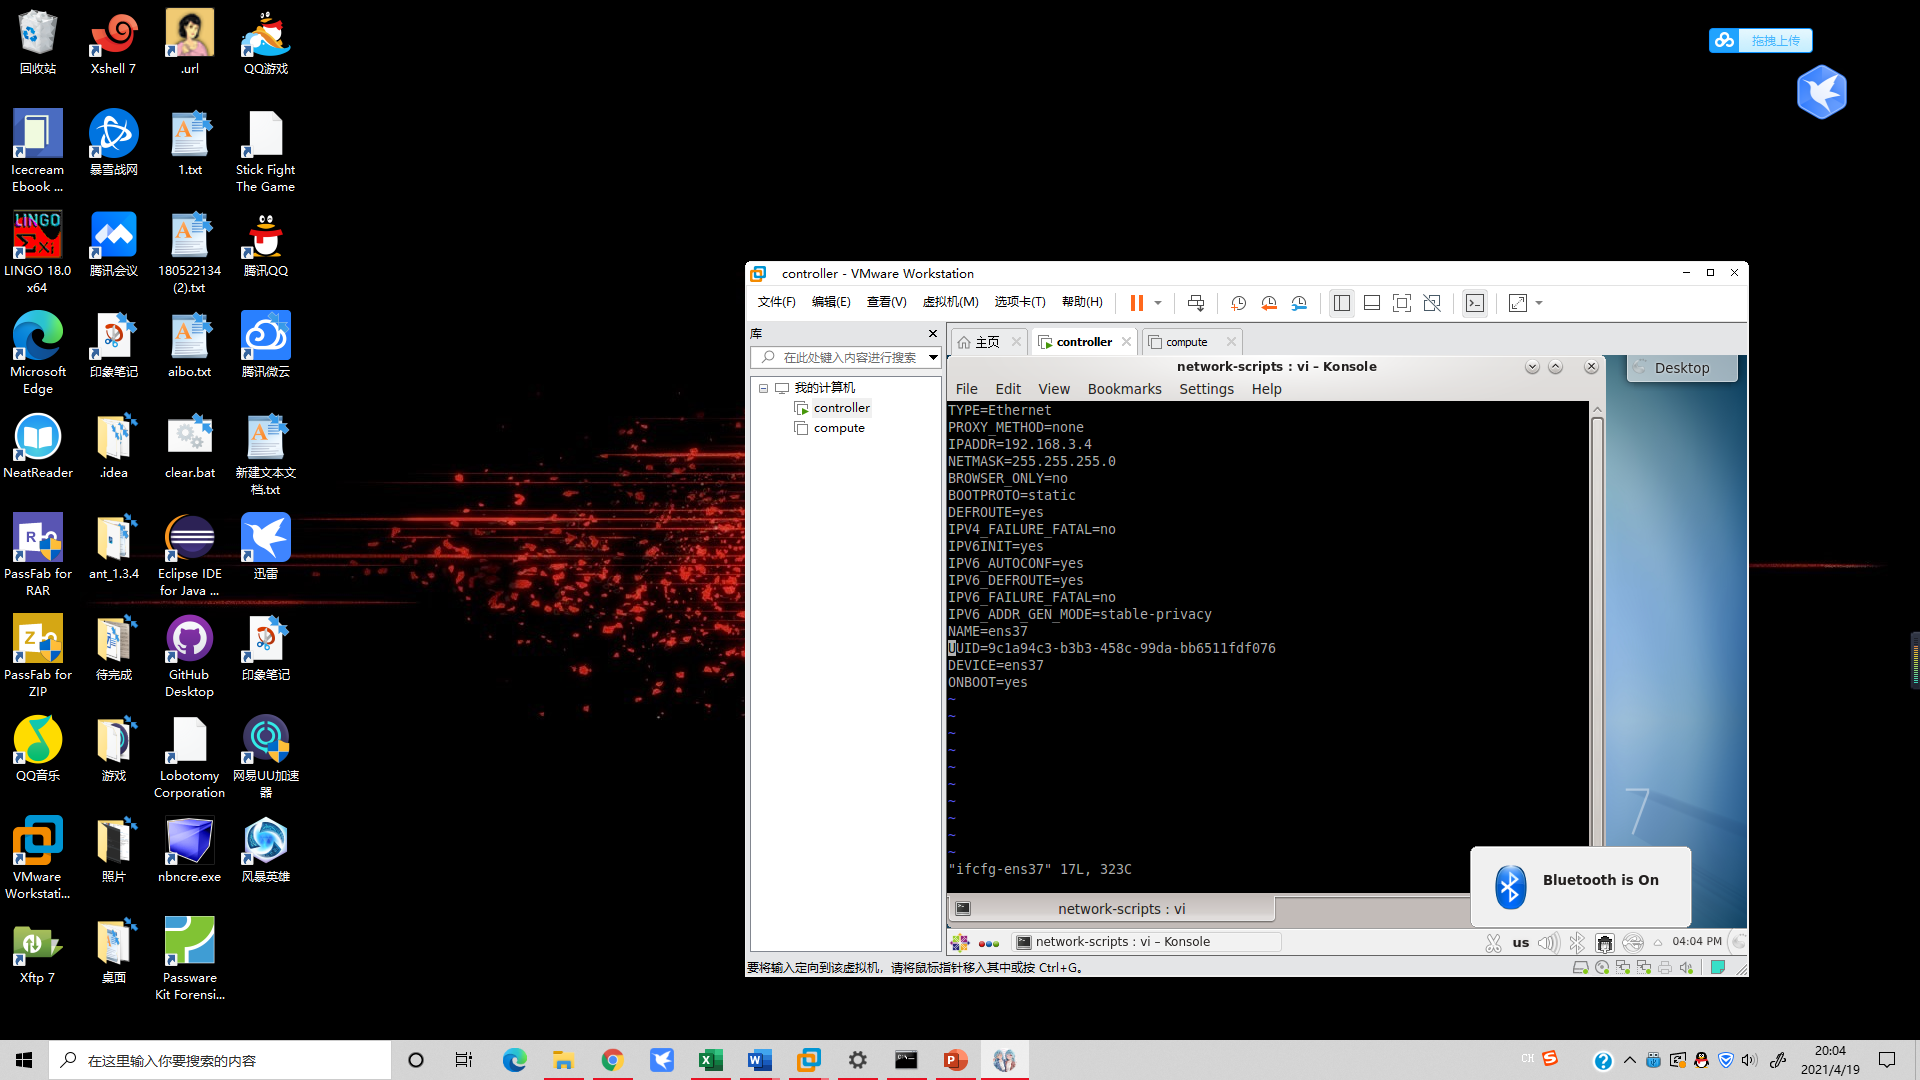 回收站
Xshell 7
.url
QQ游戏
Icecream
Ebook ...
暴雪战网
1.txt
Stick Fight
The Game
LINGO
LINGO 18.0
x64
腾讯会议
180522134
(2).txt
腾讯QQ
Microsoft
Edge
印象笔记
aibo.txt
腾讯微云
NeatReader
.idea
clear.bat
新建文本文
档.txt
PassFab for
RAR
ant_1.3.4
Eclipse IDE
for Java ...
迅雷
PassFab for
ZIP
待完成
GitHub
Desktop
印象笔记
QQ音乐
游戏
Lobotomy
Corporation
网易UU加速
器
VMware
Workstati...
照片
nbncre.exe
风暴英雄
Xftp 7
桌面
Passware
Kit Forensi...
拖拽上传
controller - VMware Workstation
文件(F) 编辑(E) 查看(V) 虚拟机(M) 选项卡(T) 帮助(H)
库
在此处键入内容进行搜索
我的计算机
controller
compute
主页
controller
compute
network-scripts : vi – Konsole
Desktop
File Edit View Bookmarks Settings Help
TYPE=Ethernet
PROXY_METHOD=none
IPADDR=192.168.3.4
NETMASK=255.255.255.0
BROWSER_ONLY=no
BOOTPROTO=static
DEFROUTE=yes
IPV4_FAILURE_FATAL=no
IPV6INIT=yes
IPV6_AUTOCONF=yes
IPV6_DEFROUTE=yes
IPV6_FAILURE_FATAL=no
IPV6_ADDR_GEN_MODE=stable-privacy
NAME=ens37
UUID=9c1a94c3-b3b3-458c-99da-bb6511fdf076
DEVICE=ens37
ONBOOT=yes
~
~
~
~
~
~
~
~
~
~
"ifcfg-ens37" 17L, 323C
7
Bluetooth is On
network-scripts : vi
network-scripts : vi – Konsole
us
04:04 PM
要将输入定向到该虚拟机，请将鼠标指针移入其中或按 Ctrl+G。
在这里输入你要搜索的内容
CH
20:04
2021/4/19